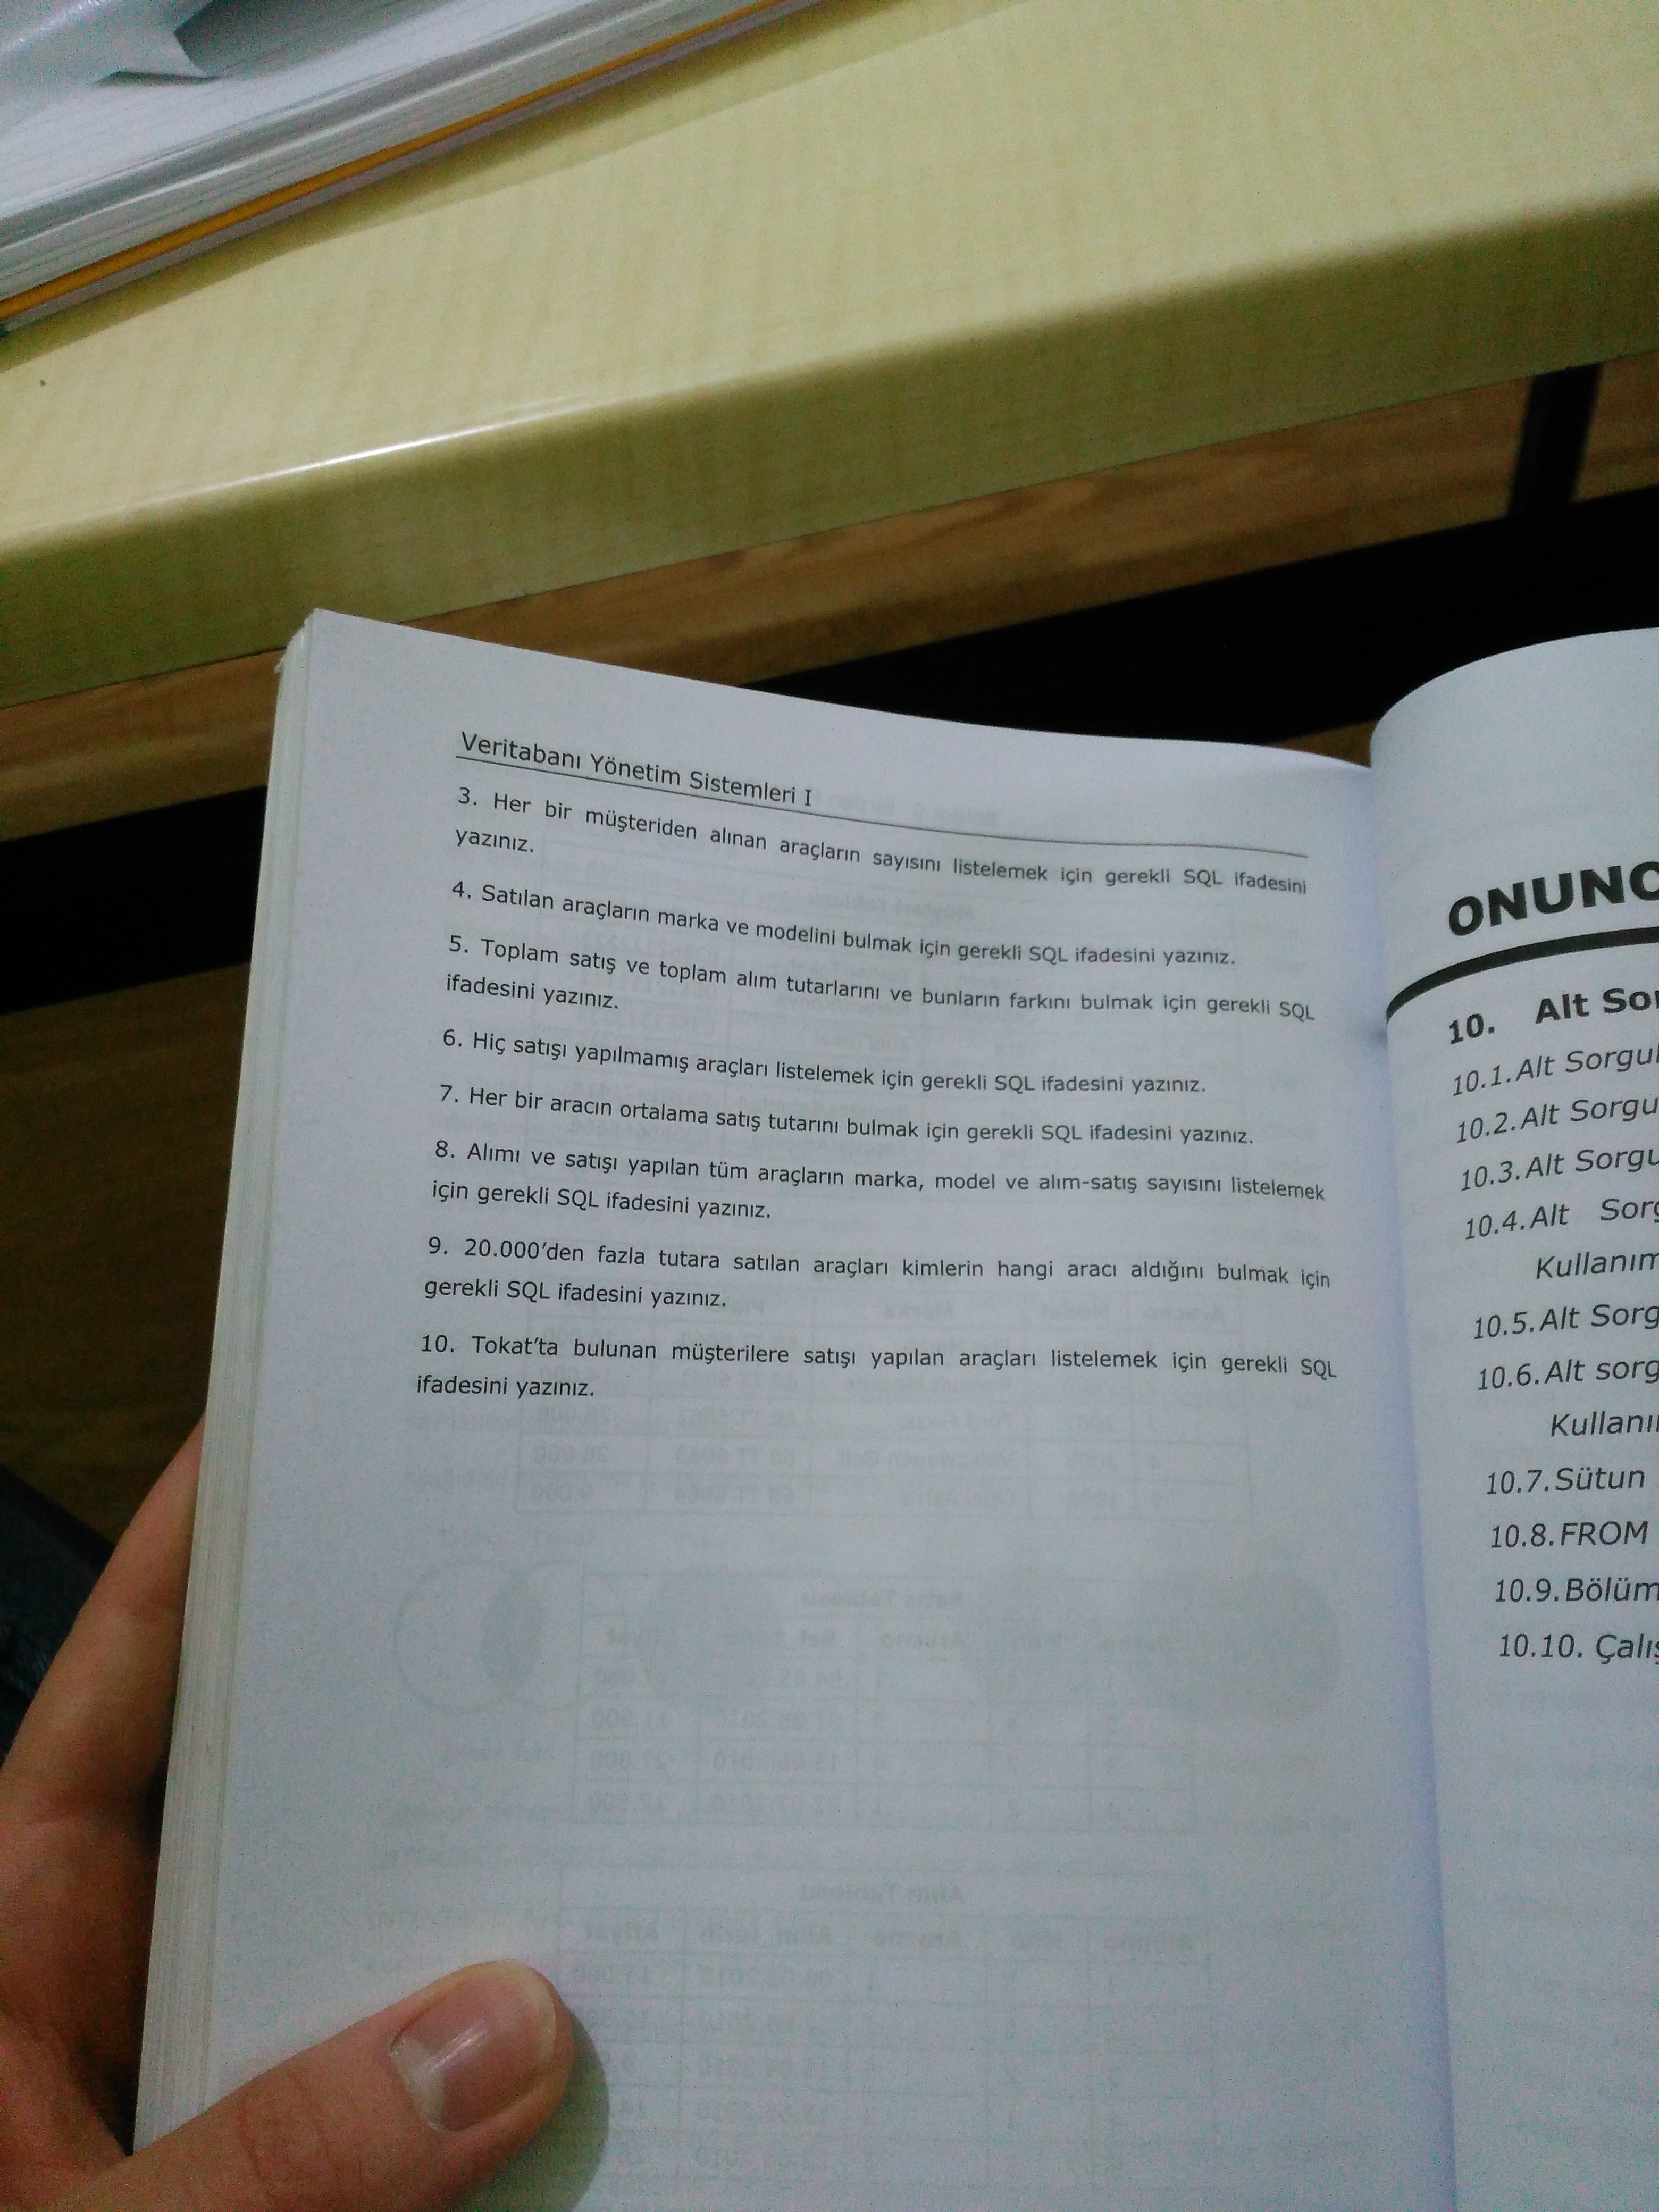 Veritabanı Yönetim Sistemleri I
3. Her bir müşteriden alınan araçların sayısını listelemek için gerekli SQL ifadesini
yazınız.
4. Satılan araçların marka ve modelini bulmak için gerekli SQL ifadesini yazınız.
5. Toplam satış ve toplam alım tutarlarını ve bunların farkını bulmak için gerekli SQL
ifadesini yazınız.
6. Hiç satışı yapılmamış araçları listelemek için gerekli SQL ifadesini yazınız.
7. Her bir aracın ortalama satış tutarını bulmak için gerekli SQL ifadesini yazınız.
8. Alımı ve satışı yapılan tüm araçların marka, model ve alım-satış sayısını listelemek
için gerekli SQL ifadesini yazınız.
9. 20.000'den fazla tutara satılan araçları kimlerin hangi aracı aldığını bulmak için
gerekli SQL ifadesini yazınız.
10. Tokat'ta bulunan müşterilere satışı yapılan araçları listelemek için gerekli SQL
ifadesini yazınız.
ONUNC
10. Alt Sor
10.1. Alt Sorgul
10.2. Alt Sorgu
10.3. Alt Sorgu
10.4. Alt Sorg
Kullanım
10.5. Alt Sorg
10.6. Alt sorg
Kullanı
10.7. Sütun
10.8. FROM
10.9. Bölüm
10.10. Çalış